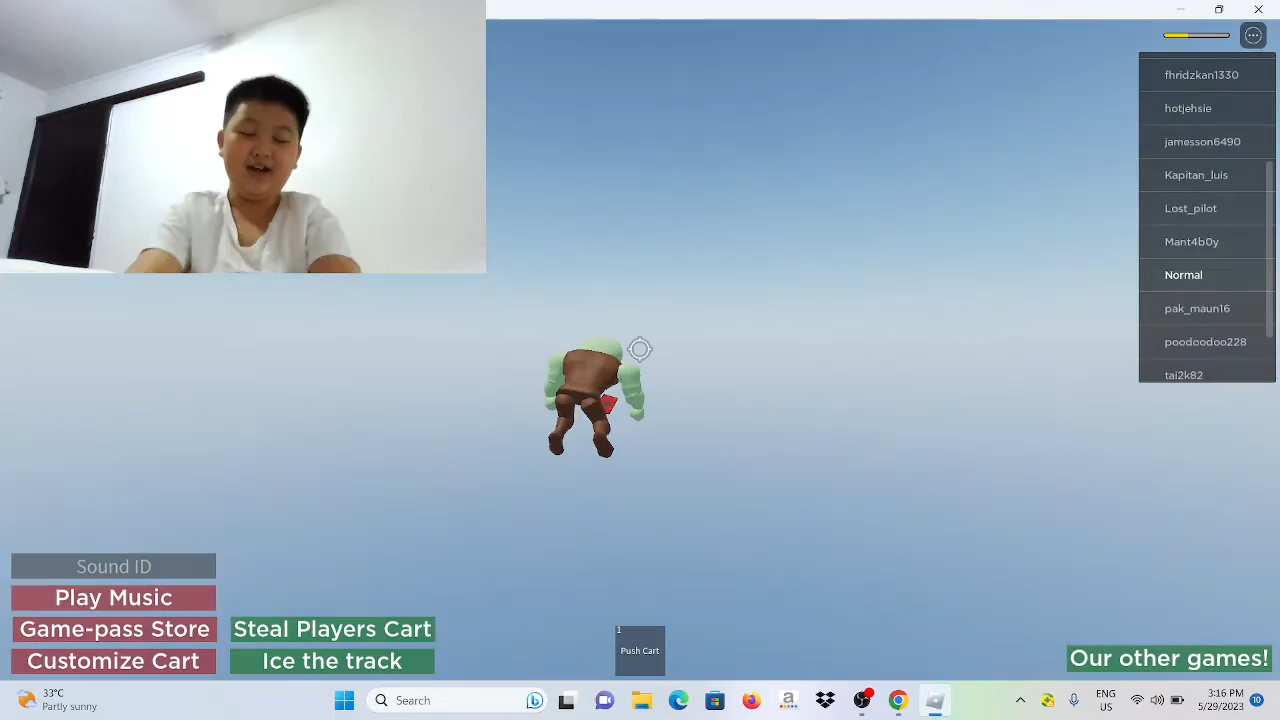 fhridzkan1330
hotjehsie
jamesson6490
Kapitan_luis
Lost_pilot
Mant4b0y
Normal
pak_maun16
poodoodoo228
tai2k82
Sound ID
Play Music
Game-pass Store
Steal Players Cart
Customize Cart
Ice the track
1
Push Cart
Our other games!
33°C
Partly sunny
Search
ENG
US
3:16 PM
5/29/2023
10